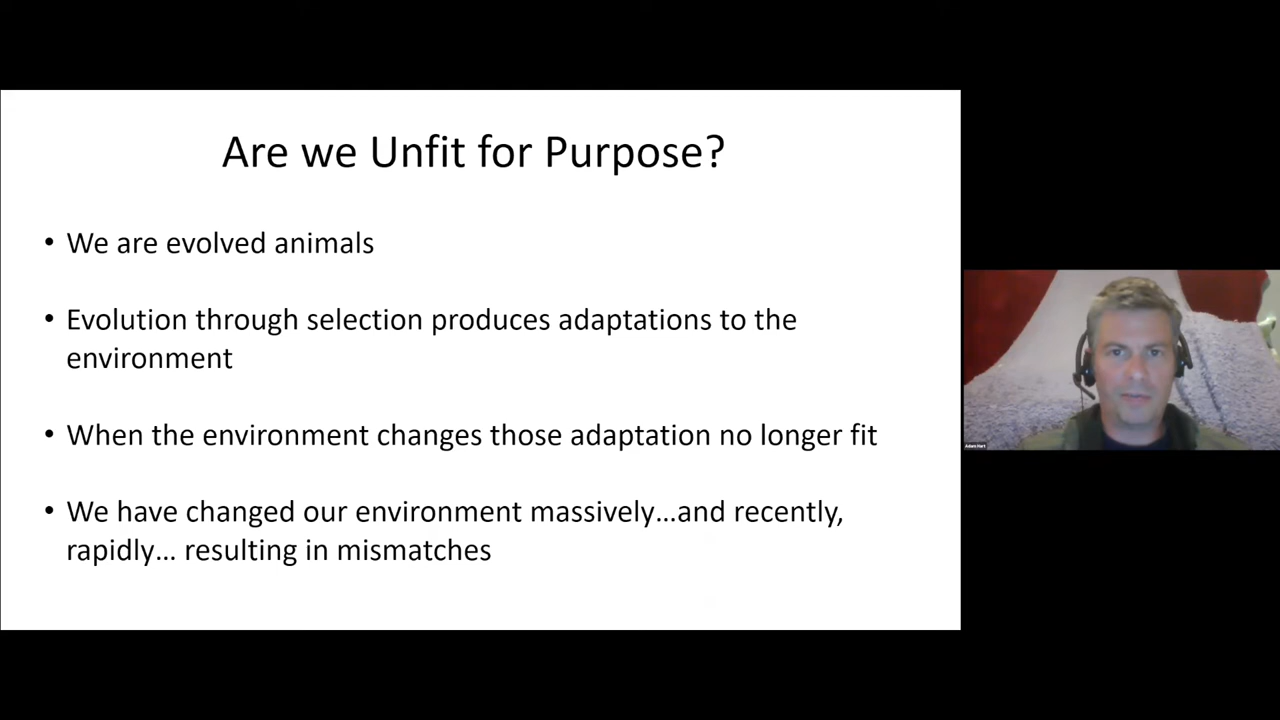 Are we Unfit for Purpose?
• We are evolved animals
• Evolution through selection produces adaptations to the
environment
• When the environment changes those adaptation no longer fit
• We have changed our environment massively…and recently,
rapidly… resulting in mismatches
Adam Hart